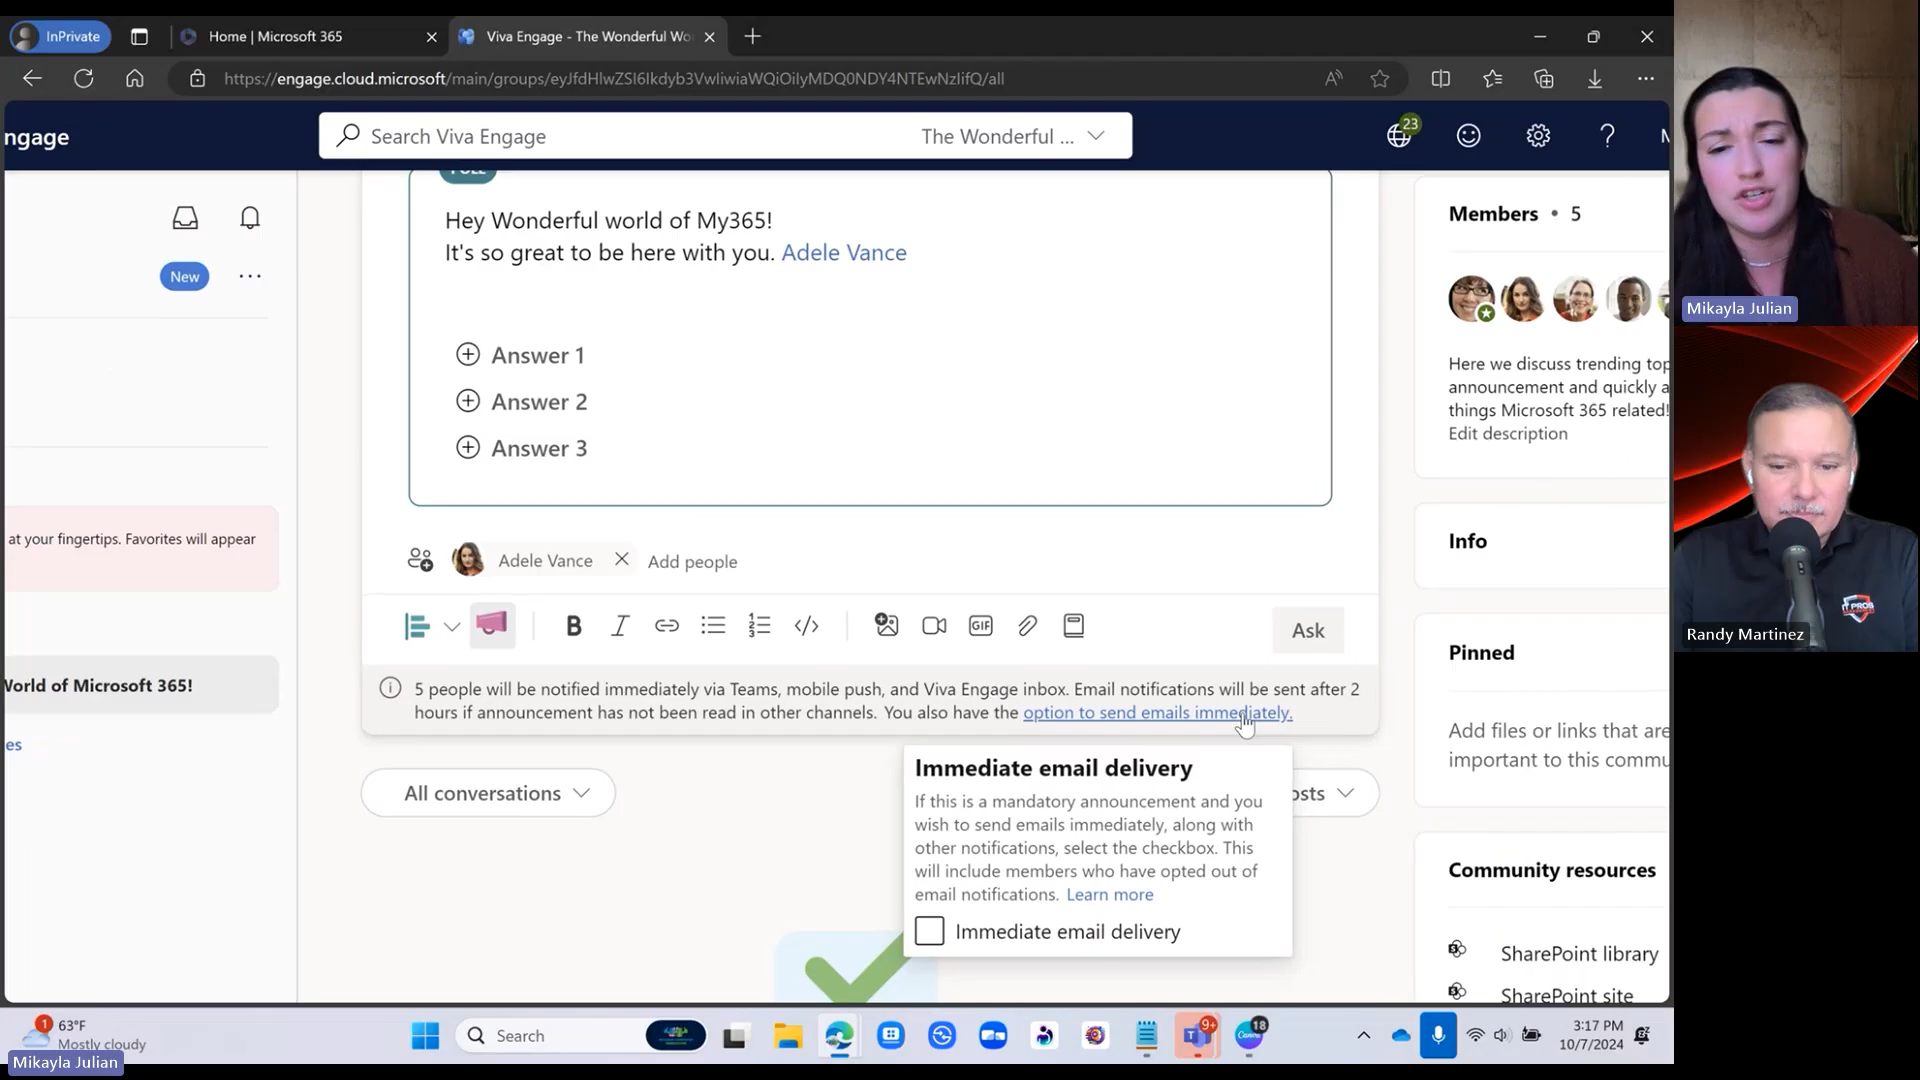 InPrivate
Home | Microsoft 365
Viva Engage - The Wonderful Wo
https://engage.cloud.microsoft/main/groups/eyJfdHlwZSI6Ikdyb3VwIiwiaWQiOiIyMDQ0NDY4NTEwNzIifQ/all
ngage
Search Viva Engage
The Wonderful ...
23
New
at your fingertips. Favorites will appear
World of Microsoft 365!
es
POLL
Hey Wonderful world of My365!
It's so great to be here with you. Adele Vance
Answer 1
Answer 2
Answer 3
Adele Vance
Add people
B
I
GIF
Ask
5 people will be notified immediately via Teams, mobile push, and Viva Engage inbox. Email notifications will be sent after 2
hours if announcement has not been read in other channels. You also have the option to send emails immediately.
Immediate email delivery
If this is a mandatory announcement and you
wish to send emails immediately, along with
other notifications, select the checkbox. This
will include members who have opted out of
email notifications. Learn more
Immediate email delivery
All conversations
osts
Members • 5
Here we discuss trending top
announcement and quickly a
things Microsoft 365 related!
Edit description
Info
Pinned
Add files or links that are
important to this commu
Community resources
SharePoint library
SharePoint site
Mikayla Julian
IT PROS
Randy Martinez
1
63°F
Mostly cloudy
Search
9+
18
3:17 PM
10/7/2024
Mikayla Julian